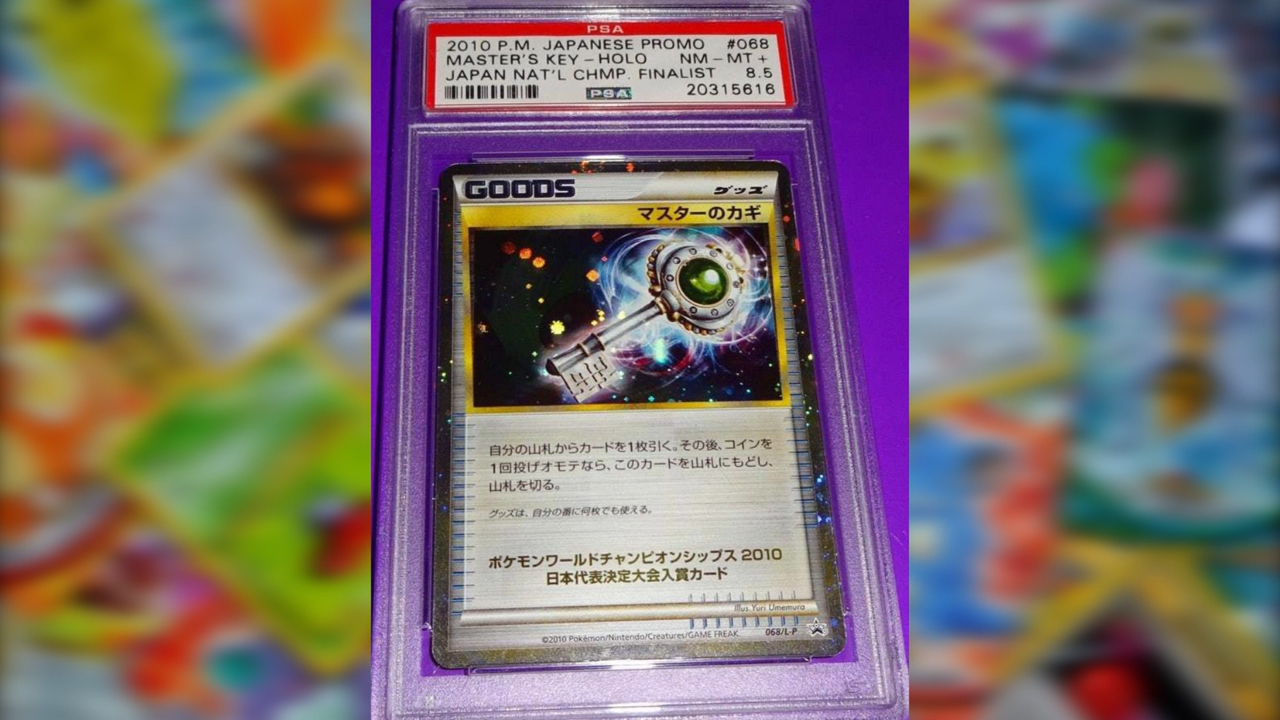 PSA
2010 P.M. JAPANESE PROMO #068
MASTER'S KEY-HOLO NM-MT+
JAPAN NAT'L CHMP. FINALIST 8.5
PSA 20315616
GOODS グッズ
マスターのカギ
自分の山札からカードを1枚引く。その後、コインを
1回投げオモテなら、このカードを山札にもどし、
山札を切る。
グッズは、自分の番に何枚でも使える。
ポケモンワールドチャンピオンシップス 2010
日本代表決定大会入賞カード
Illus.Yuri Umemura
©2010 Pokémon/Nintendo/Creatures/GAME FREAK 068/L-P